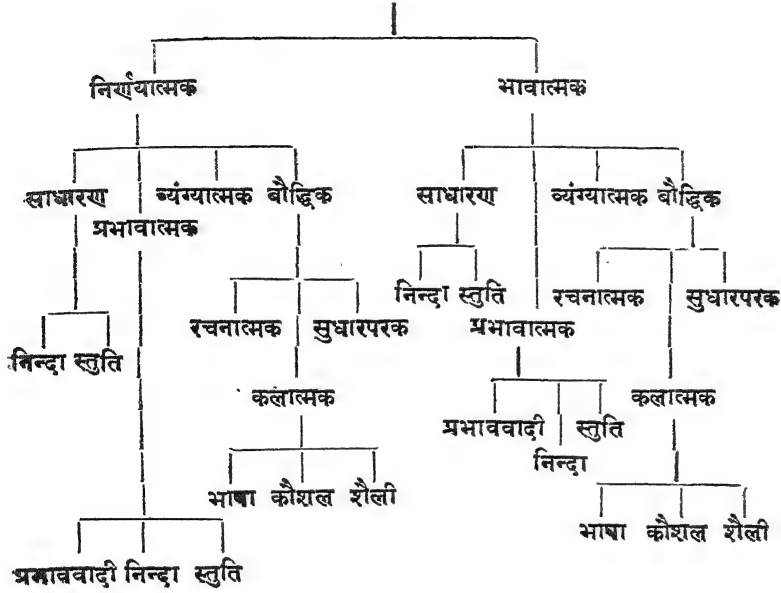 निर्णयात्मक भावात्मक
साधारण व्यंग्यात्मक बौद्धिक साधारण व्यंग्यात्मक बौद्धिक
प्रभावात्मक
निन्दा स्तुति रचनात्मक सुधारपरक
रचनात्मक सुधारपरक प्रभावात्मक
निन्दा स्तुति
कलात्मक कलात्मक
प्रभाववादी स्तुति
निन्दा
भाषा कौशल शैली
भाषा कौशल शैली
प्रभाववादी निन्दा स्तुति